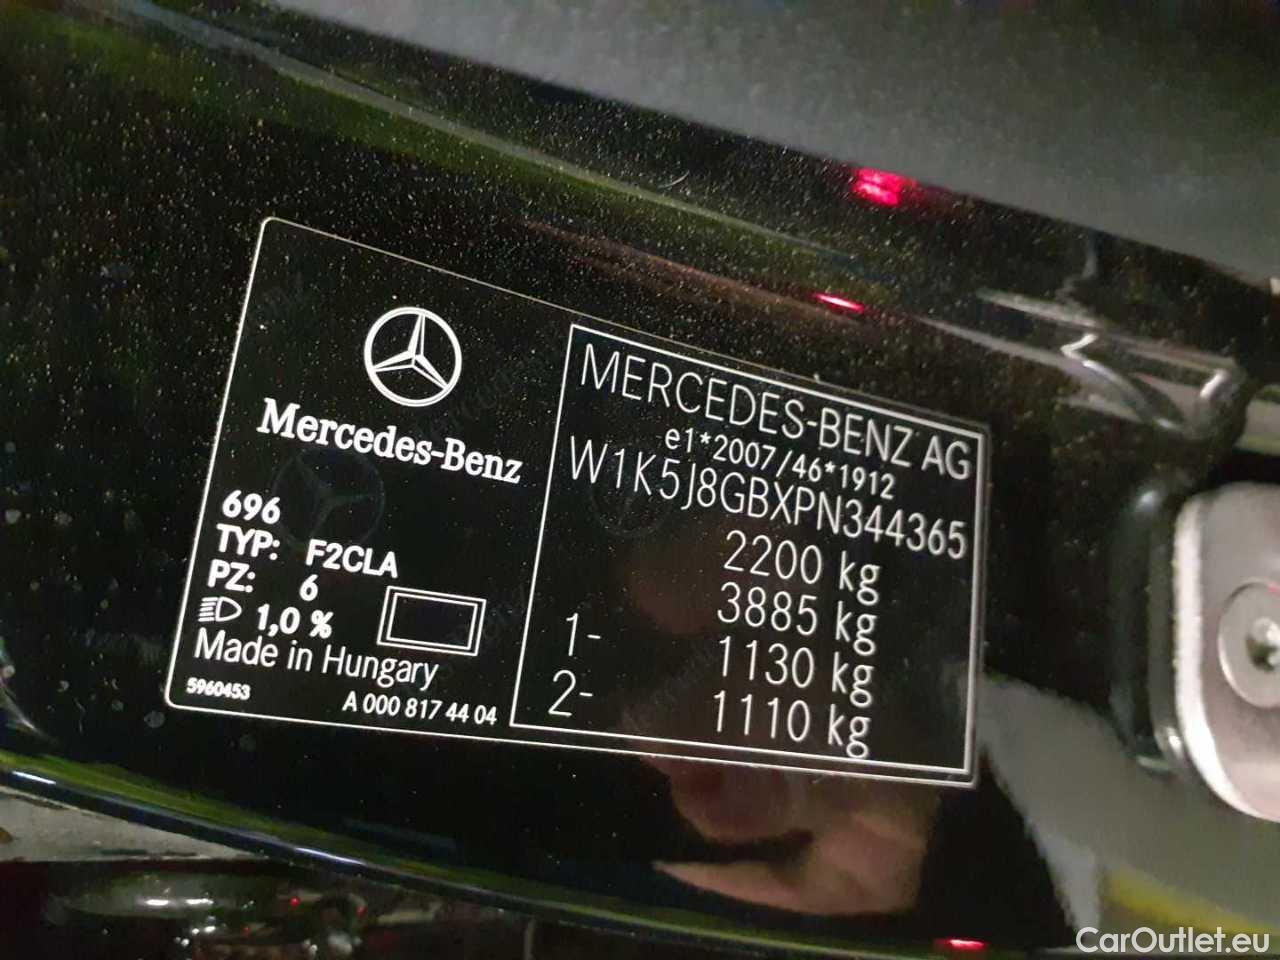 Mercedes-Benz
696
TYP: F2CLA
PZ: 6
1,0 %
Made in Hungary
5960453
A 000 817 44 04
MERCEDES-BENZ AG
e1*2007/46*1912
W1K5J8GBXPN344365
2200 kg
3885 kg
1- 1130 kg
2- 1110 kg
CarOutlet.eu